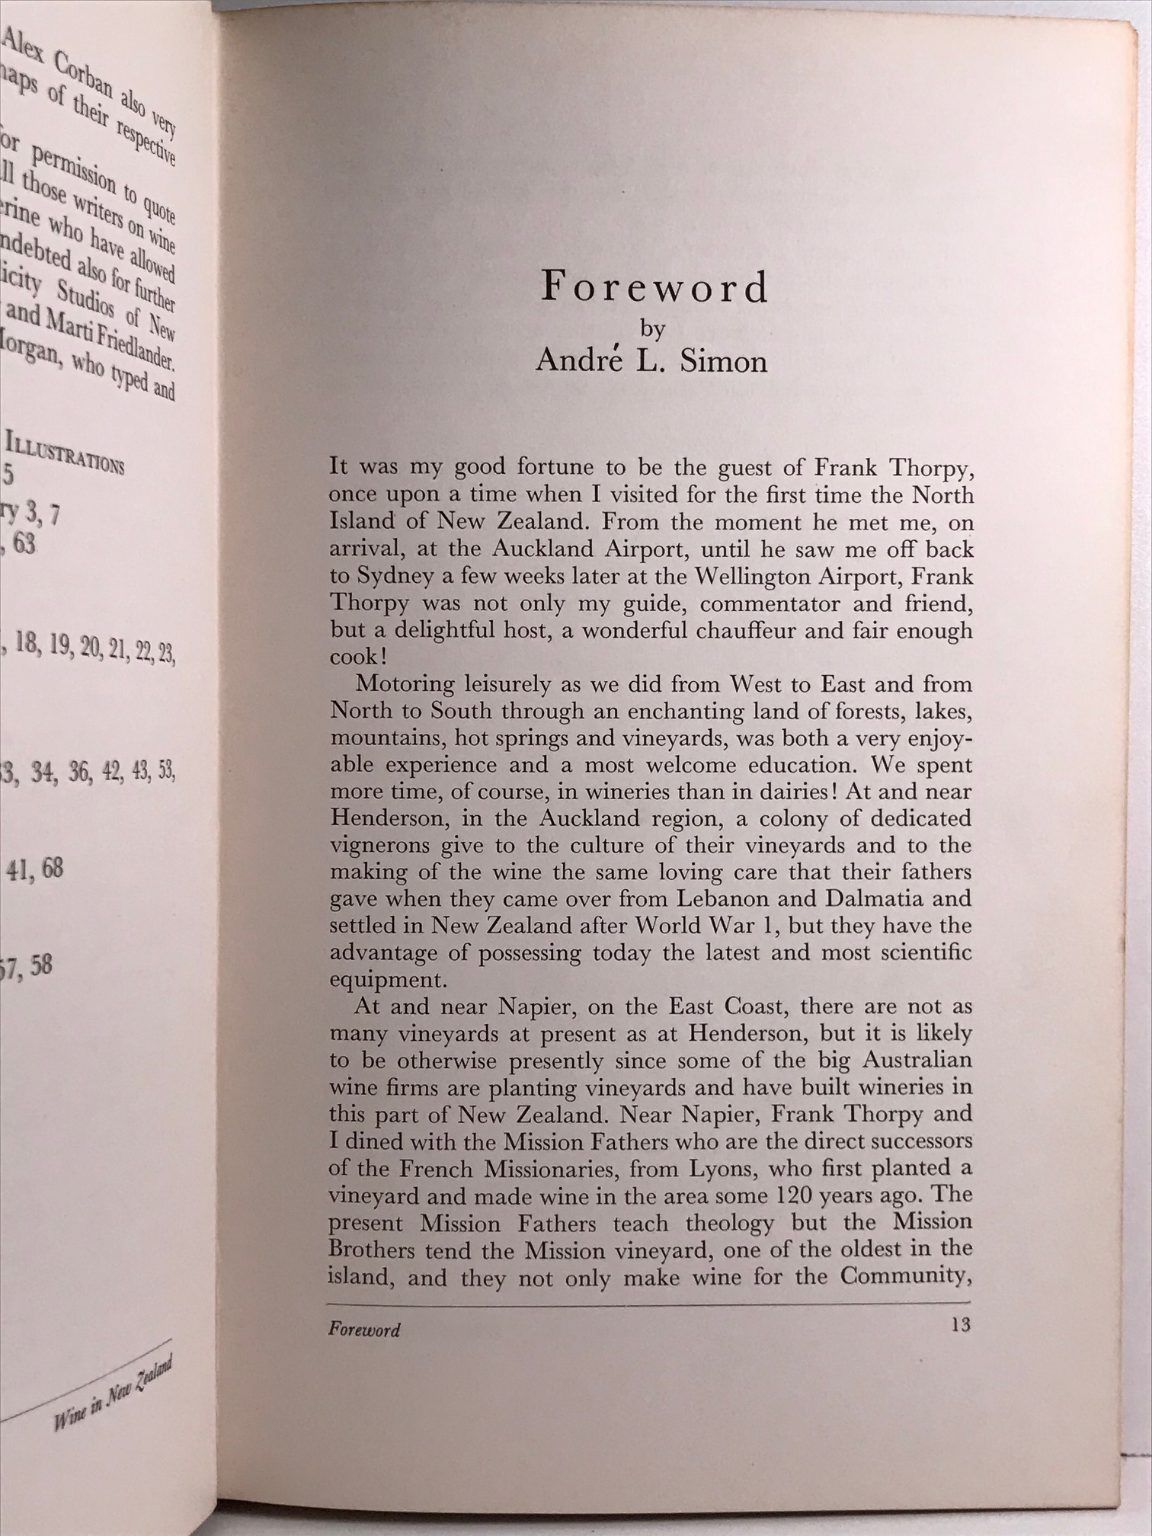 Alex Corban also very
of their respective
permission to quote
those writers on wine
who have allowed
also for further
Studios of New
and Marti Friedlander.
who typed and
ILLUSTRATIONS
5
3, 7
, 63
18, 19, 20, 21, 22, 23,
34, 36, 42, 43, 53,
41, 68
58
Wine in New Zealand
Foreword
by
André L. Simon
It was my good fortune to be the guest of Frank Thorpy,
once upon a time when I visited for the first time the North
Island of New Zealand. From the moment he met me, on
arrival, at the Auckland Airport, until he saw me off back
to Sydney a few weeks later at the Wellington Airport, Frank
Thorpy was not only my guide, commentator and friend,
but a delightful host, a wonderful chauffeur and fair enough
cook!
Motoring leisurely as we did from West to East and from
North to South through an enchanting land of forests, lakes,
mountains, hot springs and vineyards, was both a very enjoy-
able experience and a most welcome education. We spent
more time, of course, in wineries than in dairies! At and near
Henderson, in the Auckland region, a colony of dedicated
vignerons give to the culture of their vineyards and to the
making of the wine the same loving care that their fathers
gave when they came over from Lebanon and Dalmatia and
settled in New Zealand after World War 1, but they have the
advantage of possessing today the latest and most scientific
equipment.
At and near Napier, on the East Coast, there are not as
many vineyards at present as at Henderson, but it is likely
to be otherwise presently since some of the big Australian
wine firms are planting vineyards and have built wineries in
this part of New Zealand. Near Napier, Frank Thorpy and
I dined with the Mission Fathers who are the direct successors
of the French Missionaries, from Lyons, who first planted a
vineyard and made wine in the area some 120 years ago. The
present Mission Fathers teach theology but the Mission
Brothers tend the Mission vineyard, one of the oldest in the
island, and they not only make wine for the Community,
Foreword 13